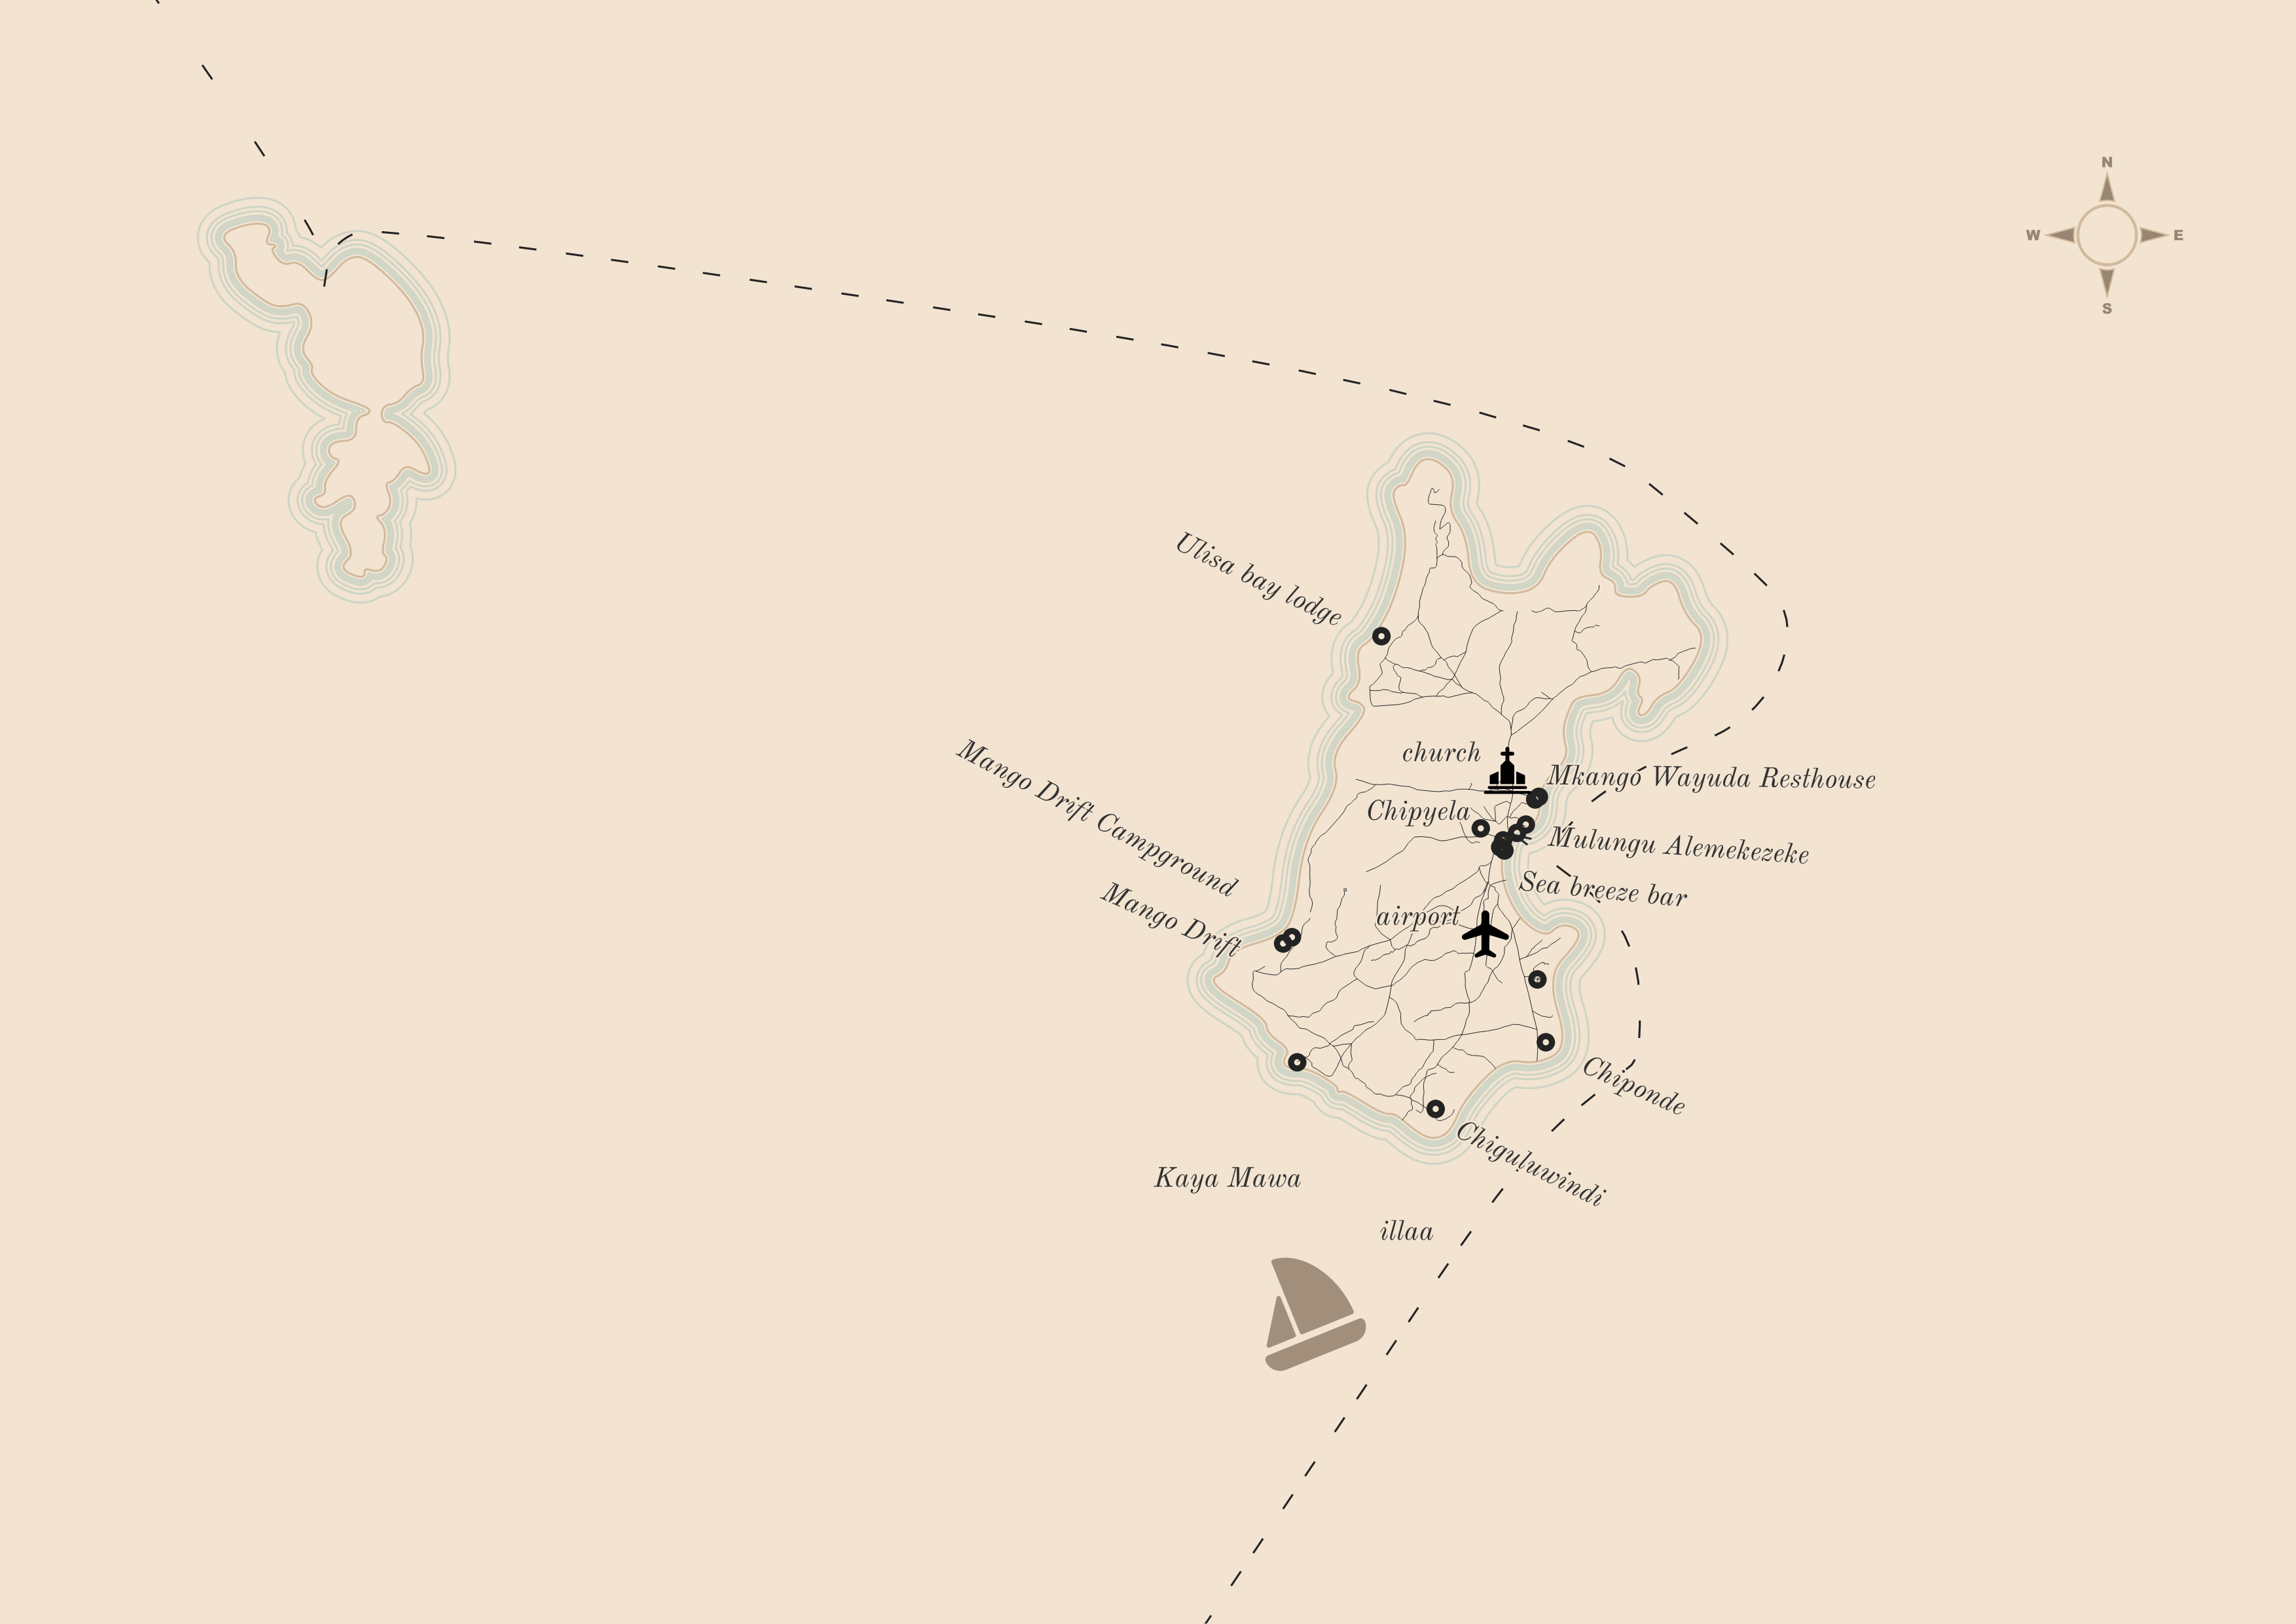 N
W
E
S
Ulisa bay lodge
church
Mango Drift Campground
Mkango Wayuda Resthouse
Chipyela
Mulungu Alemekezeke
Mango Drift
Sea breeze bar
airport
Chiponde
Chiguluwindi
Kaya Mawa
illaa